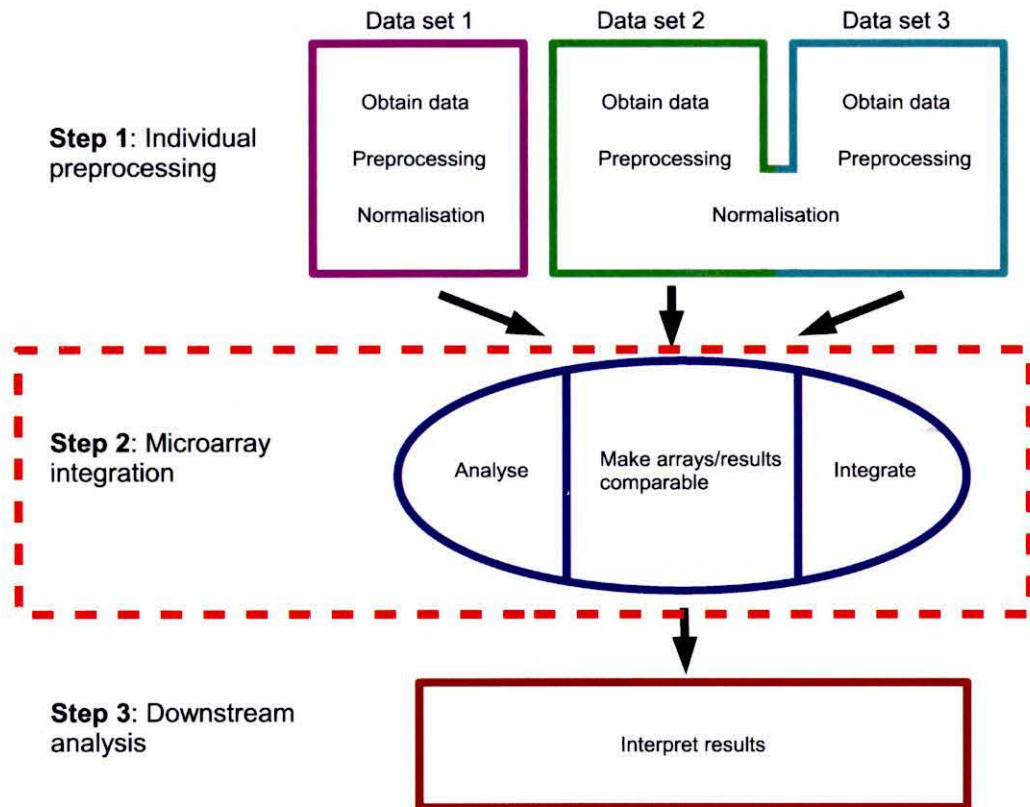 Data set 1
Data set 2
Data set 3
Step 1: Individual
preprocessing
Obtain data
Preprocessing
Normalisation
Obtain data
Preprocessing
Obtain data
Preprocessing
Normalisation
Step 2: Microarray
integration
Analyse
Make arrays/results
comparable
Integrate
Step 3: Downstream
analysis
Interpret results